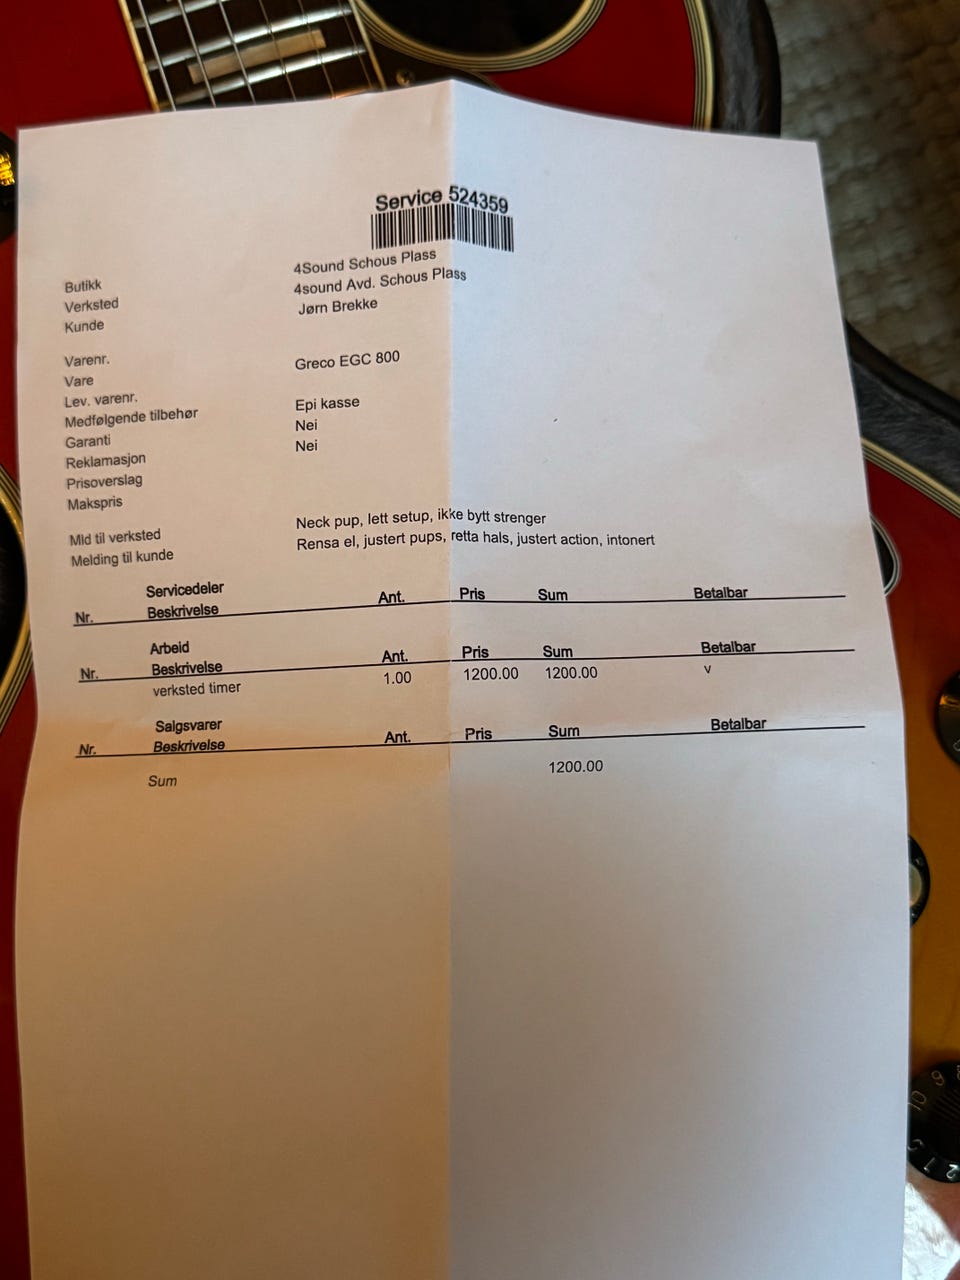 Service 524359
Butikk 4Sound Schous Plass
Verksted 4sound Avd. Schous Plass
Kunde Jørn Brekke
Varenr.
Vare Greco EGC 800
Lev. varenr.
Medfølgende tilbehør Epi kasse
Garanti Nei
Reklamasjon Nei
Prisoverslag
Makspris
Mld til verksted Neck pup, lett setup, ikke bytt strenger
Melding til kunde Rensa el, justert pups, retta hals, justert action, intonert
Servicedeler
Nr. Beskrivelse Ant. Pris Sum Betalbar
Arbeid
Nr. Beskrivelse Ant. Pris Sum Betalbar
verksted timer 1.00 1200.00 1200.00 v
Salgsvarer
Nr. Beskrivelse Ant. Pris Sum Betalbar
Sum 1200.00